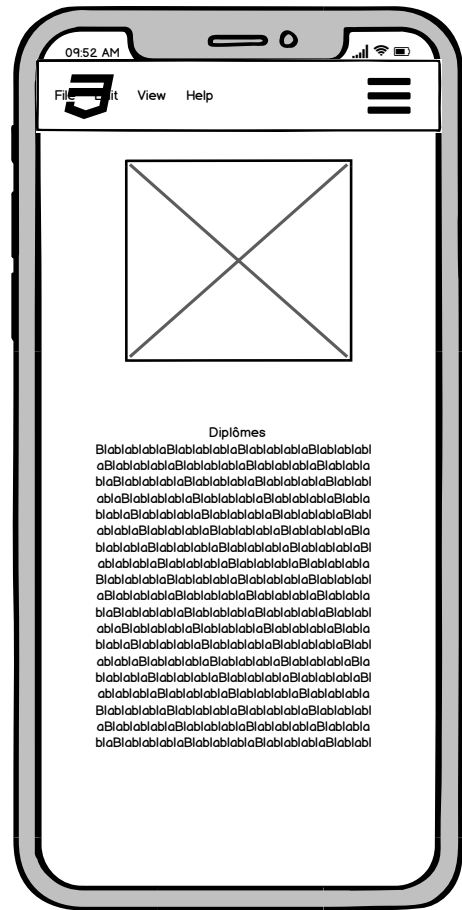 09:52 AM
File Edit View Help
Diplômes
BlablablablaBlablablablaBlablablablaBlablablabl
aBlablablablaBlablablablaBlablablablaBlablabla
blaBlablablablaBlablablablaBlablablablaBlablabl
ablaBlablablablaBlablablablaBlablablablaBlabla
blablaBlablablablaBlablablablaBlablablablaBlabl
ablablaBlablablablaBlablablablaBlablablablaBla
blablablaBlablablablaBlablablablaBlablablablaBl
ablablablaBlablablablaBlablablablaBlablablabla
BlablablablaBlablablablaBlablablablaBlablablabl
aBlablablablaBlablablablaBlablablablaBlablabla
blaBlablablablaBlablablablaBlablablablaBlablabl
ablaBlablablablaBlablablablaBlablablablaBlabla
blablaBlablablablaBlablablablaBlablablablaBlabl
ablablaBlablablablaBlablablablaBlablablablaBla
blablablaBlablablablaBlablablablaBlablablablaBl
ablablablaBlablablablaBlablablablaBlablablabla
BlablablablaBlablablablaBlablablablaBlablablabl
aBlablablablaBlablablablaBlablablablaBlablabla
blaBlablablablaBlablablablaBlablablablaBlablabl